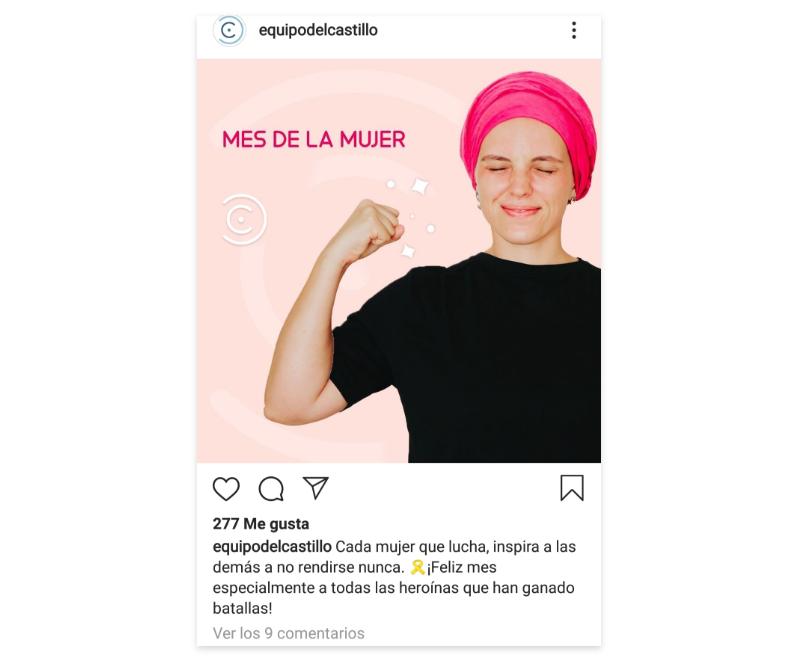 equipodelcastillo
MES DE LA MUJER
277 Me gusta
equipodelcastillo Cada mujer que lucha, inspira a las
demás a no rendirse nunca. 🎗¡Feliz mes
especialmente a todas las heroínas que han ganado
batallas!
Ver los 9 comentarios